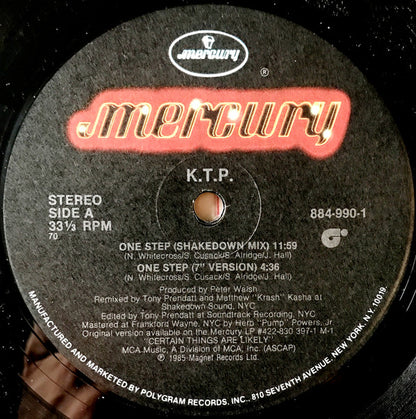 mercury
®
mercury
K.T.P.
STEREO
SIDE A
33⅓ RPM
70
884-990-1
ONE STEP (SHAKEDOWN MIX) 11:59
(N. Whitecross/S. Cusack/S. Alridge/J. Hall)
ONE STEP (7" VERSION) 4:36
(N. Whitecross/S. Cusack/S. Alridge/J. Hall)
Produced by Peter Walsh
Remixed by Tony Prendatt and Matthew "Krash" Kasha at
Shakedown Sound, NYC
Edited by Tony Prendatt at Soundtrack Recording, NYC
Mastered at Frankford Wayne, NYC by Herb "Pump" Powers, Jr.
Original version available on the Mercury LP #422-830 397-1 M-1
"CERTAIN THINGS ARE LIKELY"
MCA Music, A Division of MCA, Inc. (ASCAP)
℗ 1985 Magnet Records Ltd.
MANUFACTURED AND MARKETED BY POLYGRAM RECORDS, INC., 810 SEVENTH AVENUE, NEW YORK, N.Y. 10019